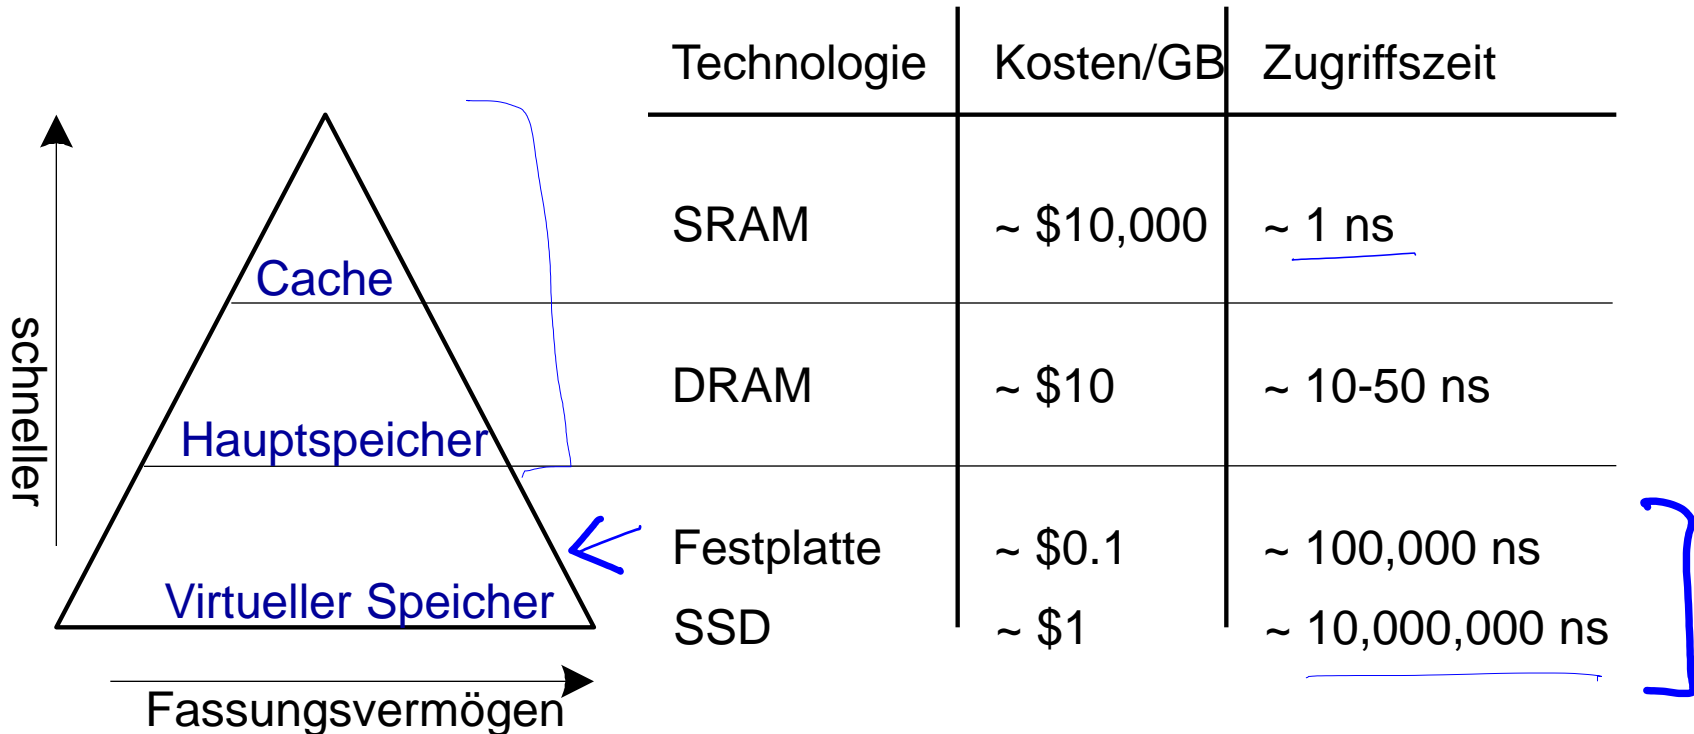 Technologie Kosten/GB Zugriffszeit
SRAM ~ $10,000 ~ 1 ns
Cache
DRAM ~ $10 ~ 10-50 ns
Hauptspeicher
schneller
Festplatte ~ $0.1 ~ 100,000 ns
Virtueller Speicher
SSD ~ $1 ~ 10,000,000 ns
Fassungsvermögen